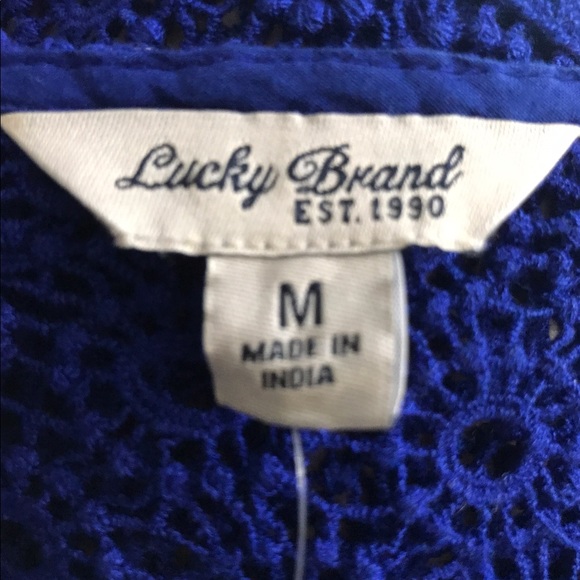 Lucky Brand
EST. 1990
M
MADE IN
INDIA